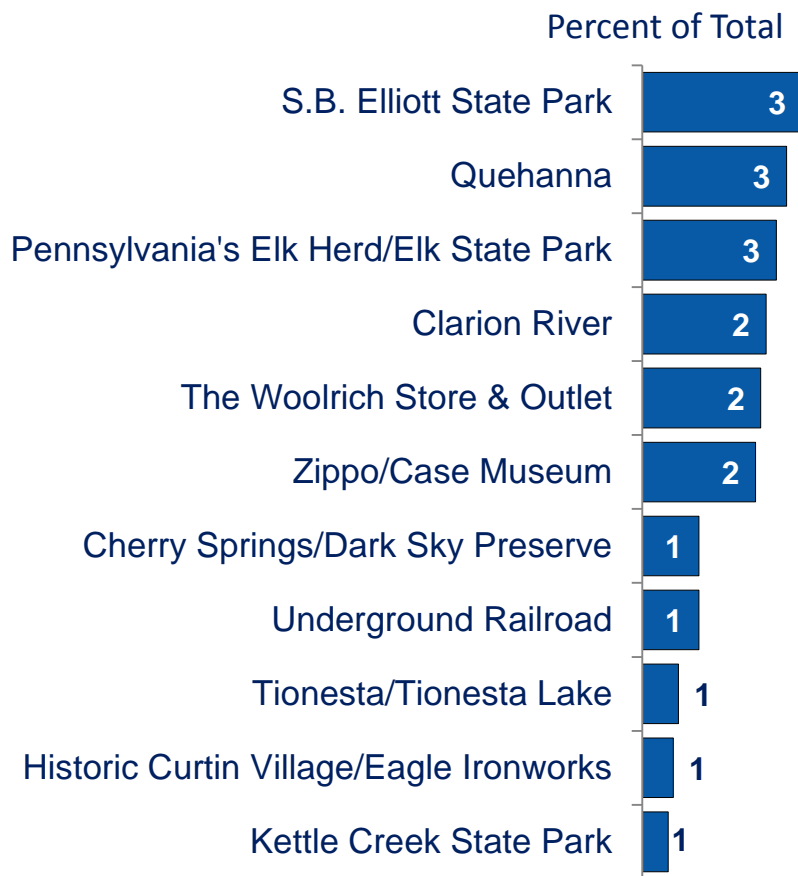 Percent of Total
S.B. Elliott State Park 3
Quehanna 3
Pennsylvania's Elk Herd/Elk State Park 3
Clarion River 2
The Woolrich Store & Outlet 2
Zippo/Case Museum 2
Cherry Springs/Dark Sky Preserve 1
Underground Railroad 1
Tionesta/Tionesta Lake 1
Historic Curtin Village/Eagle Ironworks 1
Kettle Creek State Park 1